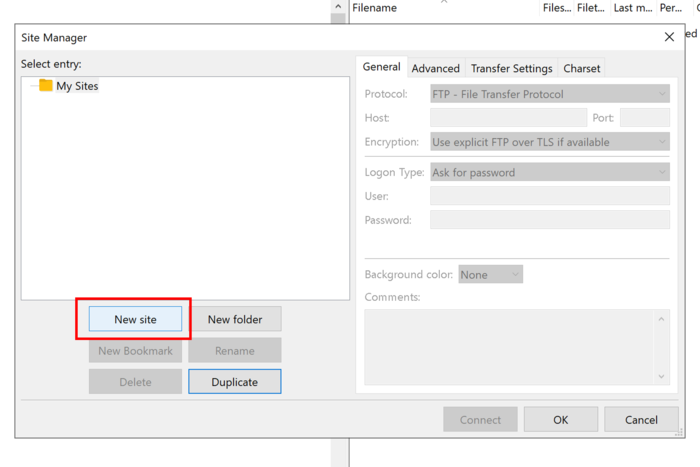 Filename Files... Filet... Last m... Per...
Site Manager
ed
Select entry:
My Sites
General Advanced Transfer Settings Charset
Protocol: FTP - File Transfer Protocol
Host: Port:
Encryption: Use explicit FTP over TLS if available
Logon Type: Ask for password
User:
Password:
Background color: None
Comments:
New site New folder
New Bookmark Rename
Delete Duplicate
Connect OK Cancel